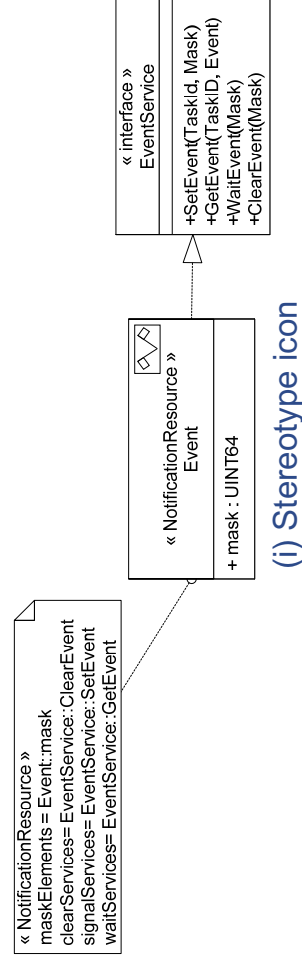 « NotificationResource »
maskElements = Event::mask
clearServices= EventService::ClearEvent
signalServices= EventService::SetEvent
waitServices= EventService::GetEvent
« NotificationResource »
Event
+ mask : UINT64
« interface »
EventService
+SetEvent(TaskId, Mask)
+GetEvent(TaskID, Event)
+WaitEvent(Mask)
+ClearEvent(Mask)
(i) Stereotype icon